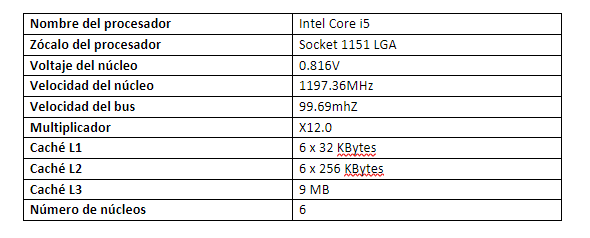 Nombre del procesador Intel Core i5
Zócalo del procesador Socket 1151 LGA
Voltaje del núcleo 0.816V
Velocidad del núcleo 1197.36MHz
Velocidad del bus 99.69mhZ
Multiplicador X12.0
Caché L1 6 x 32 KBytes
Caché L2 6 x 256 KBytes
Caché L3 9 MB
Número de núcleos 6